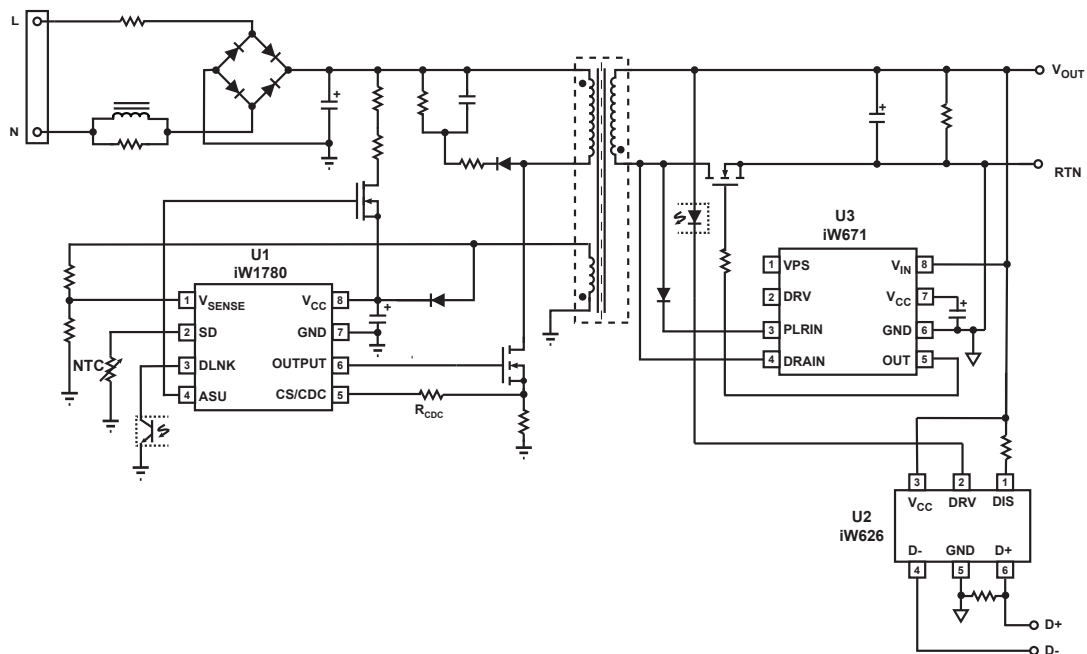 L
N
+
V_OUT
RTN
U1
iW1780
1 V_SENSE
2 SD
3 DLNK
4 ASU
V_CC 8
GND 7
OUTPUT 6
CS/CDC 5
+
NTC
R_CDC
U3
iW671
1 VPS
2 DRV
3 PLRIN
4 DRAIN
V_IN 8
V_CC 7
GND 6
OUT 5
+
+
U2
iW626
3 2 1
V_CC DRV DIS
D- GND D+
4 5 6
D+
D-